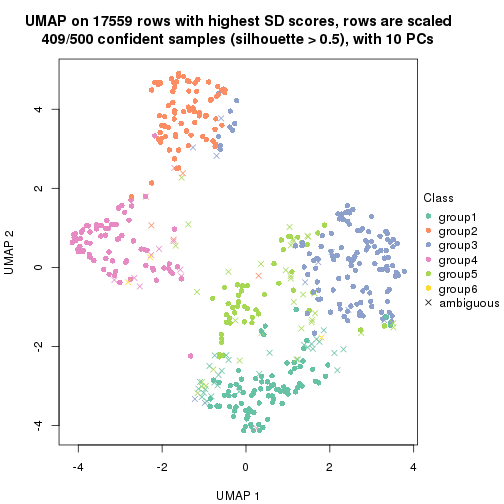 UMAP on 17559 rows with highest SD scores, rows are scaled
409/500 confident samples (silhouette > 0.5), with 10 PCs
4
2
0
-2
-4
UMAP 2
-4
-2
0
2
4
UMAP 1
Class
group1
group2
group3
group4
group5
group6
ambiguous